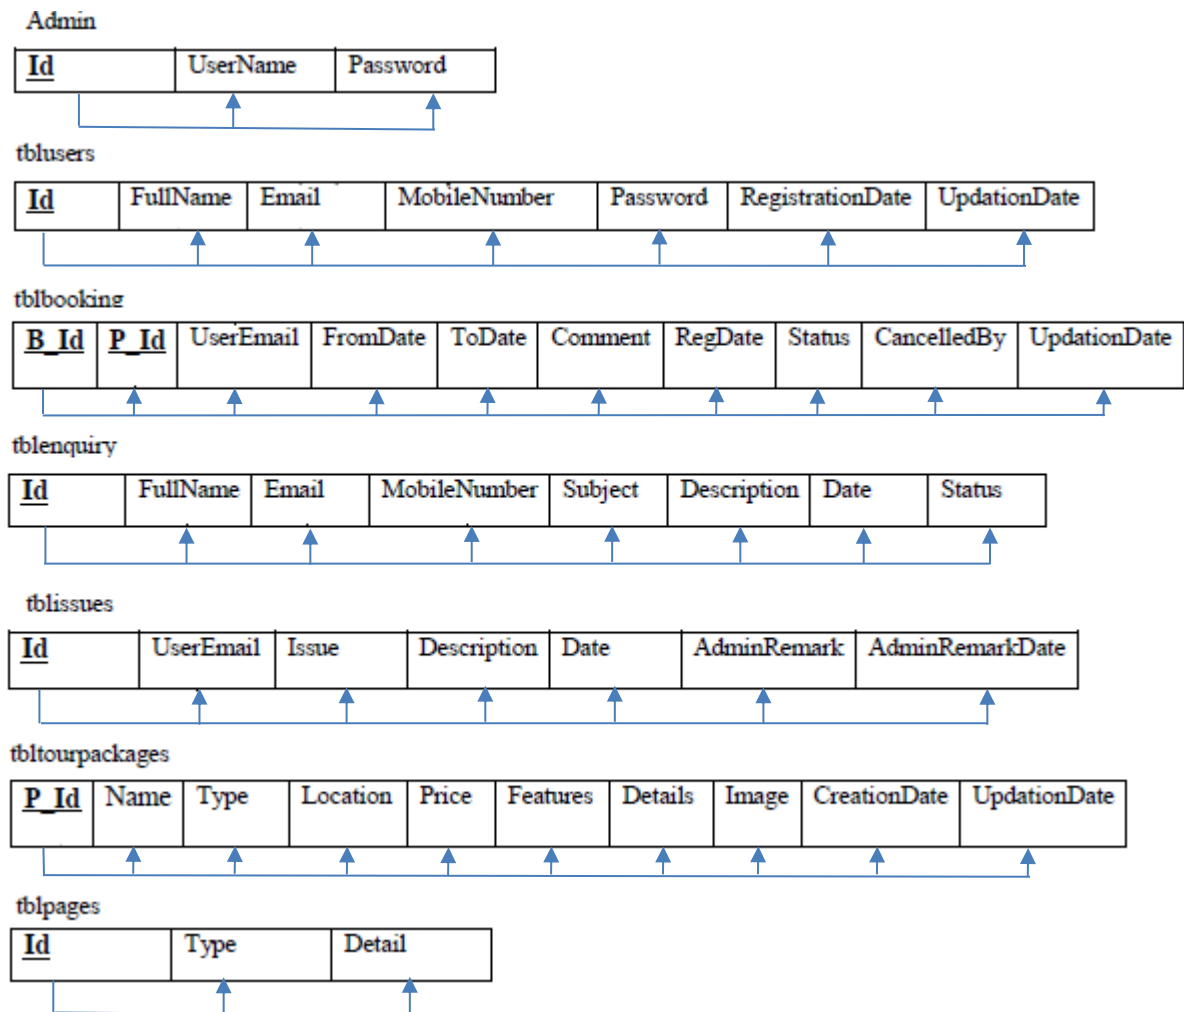 Admin
Id UserName Password
tblusers
Id FullName Email MobileNumber Password RegistrationDate UpdationDate
tblbooking
B_Id P_Id UserEmail FromDate ToDate Comment RegDate Status CancelledBy UpdationDate
tblenquiry
Id FullName Email MobileNumber Subject Description Date Status
tblissues
Id UserEmail Issue Description Date AdminRemark AdminRemarkDate
tbltourpackages
P_Id Name Type Location Price Features Details Image CreationDate UpdationDate
tblpages
Id Type Detail